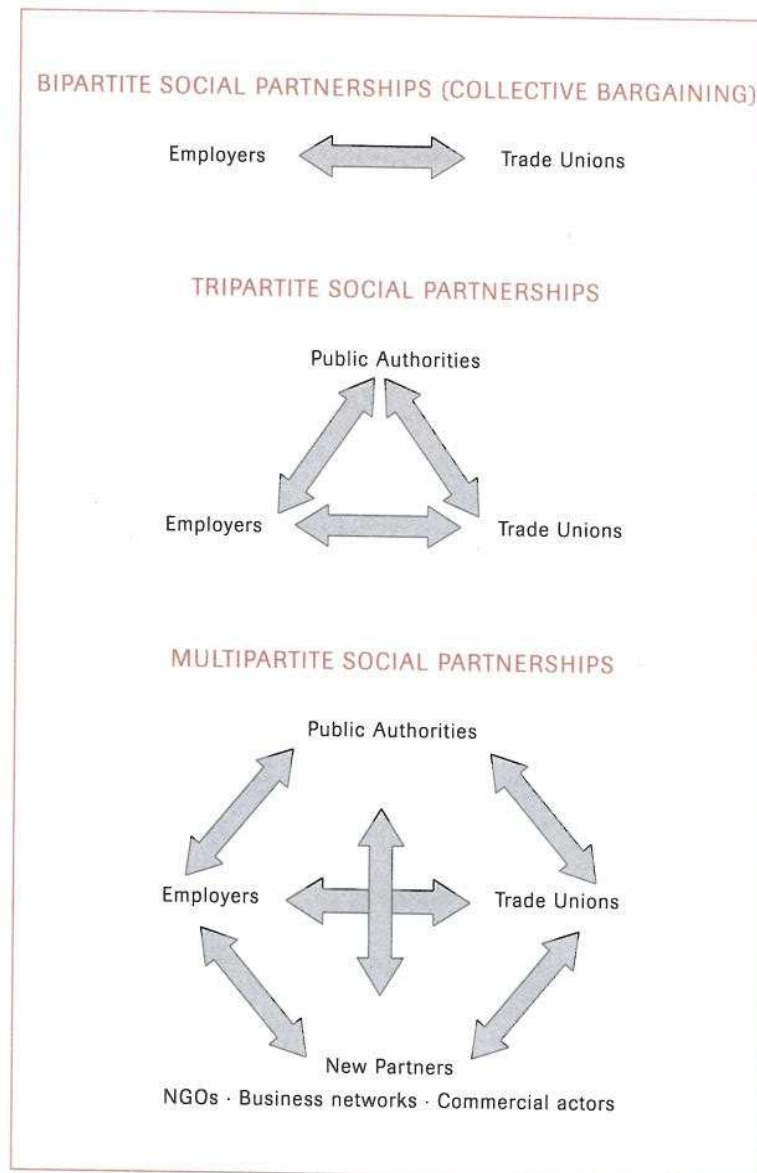 BIPARTITE SOCIAL PARTNERSHIPS (COLLECTIVE BARGAINING)
Employers Trade Unions
TRIPARTITE SOCIAL PARTNERSHIPS
Public Authorities
Employers Trade Unions
MULTIPARTITE SOCIAL PARTNERSHIPS
Public Authorities
Employers Trade Unions
New Partners
NGOs · Business networks · Commercial actors